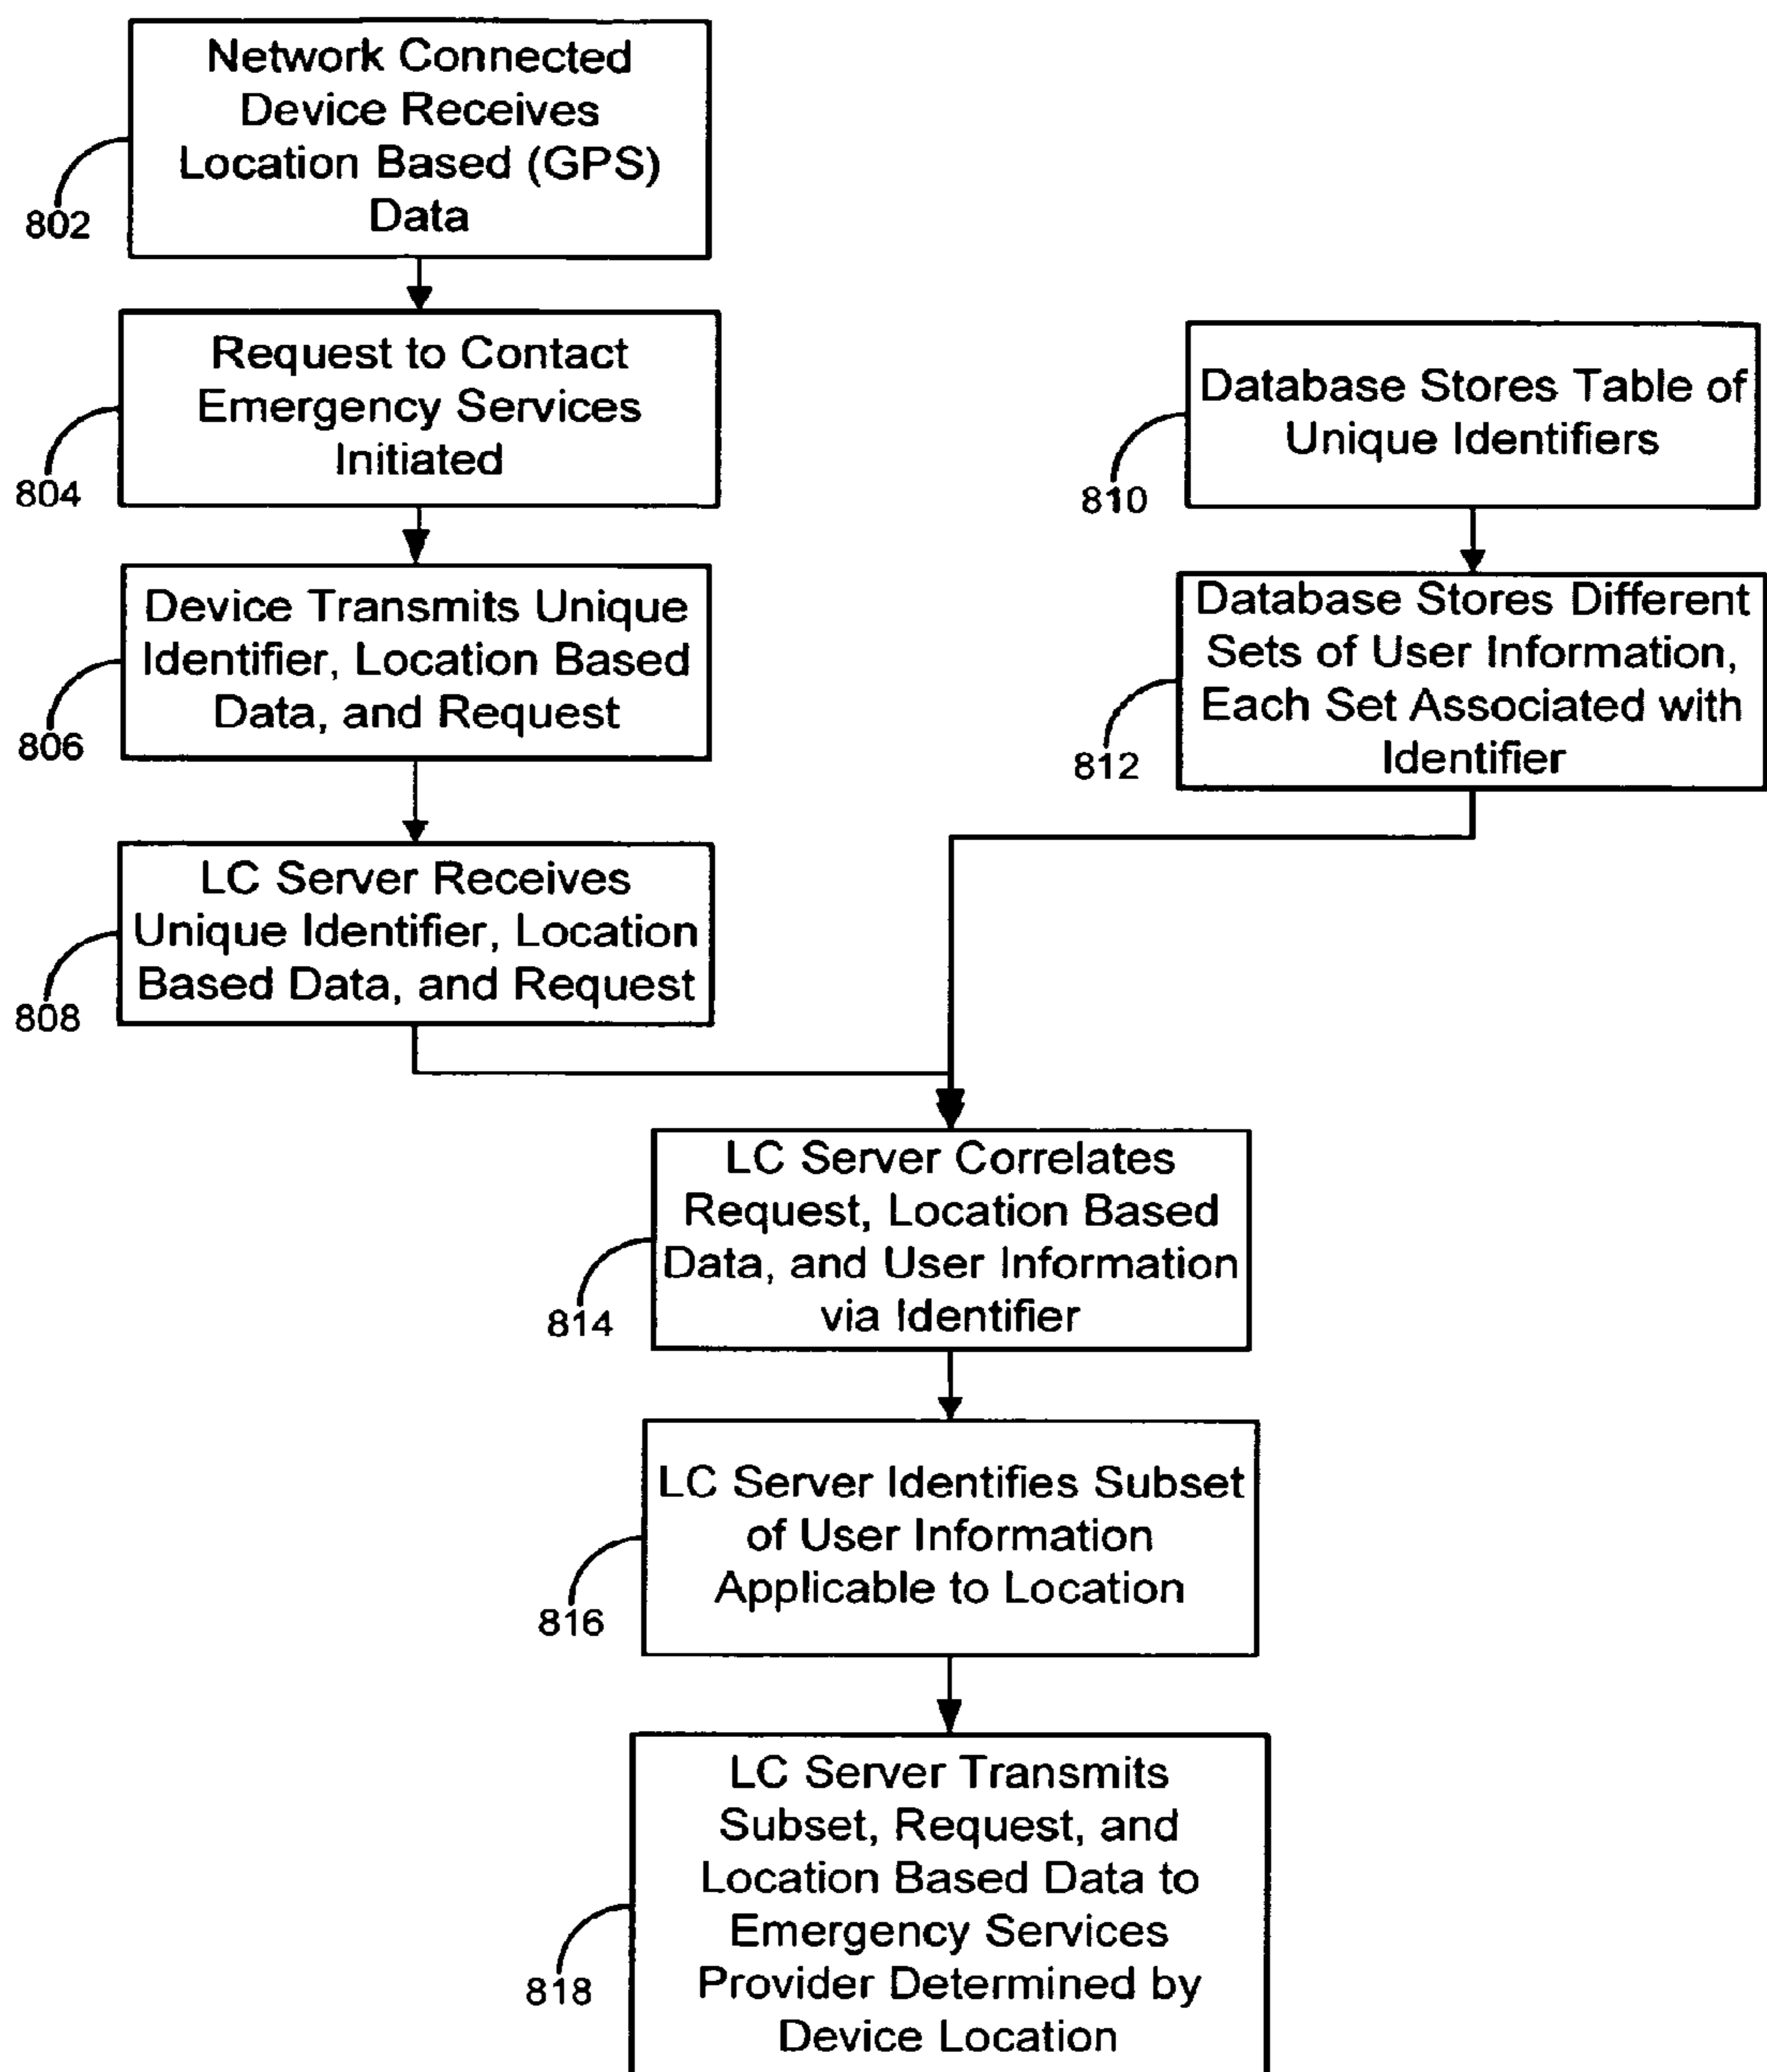 Network Connected
Device Receives
Location Based (GPS)
Data
802
Request to Contact
Emergency Services
Initiated
804
Device Transmits Unique
Identifier, Location Based
Data, and Request
806
LC Server Receives
Unique Identifier, Location
Based Data, and Request
808
Database Stores Table of
Unique Identifiers
810
Database Stores Different
Sets of User Information,
Each Set Associated with
Identifier
812
LC Server Correlates
Request, Location Based
Data, and User Information
via Identifier
814
LC Server Identifies Subset
of User Information
Applicable to Location
816
LC Server Transmits
Subset, Request, and
Location Based Data to
Emergency Services
Provider Determined by
Device Location
818